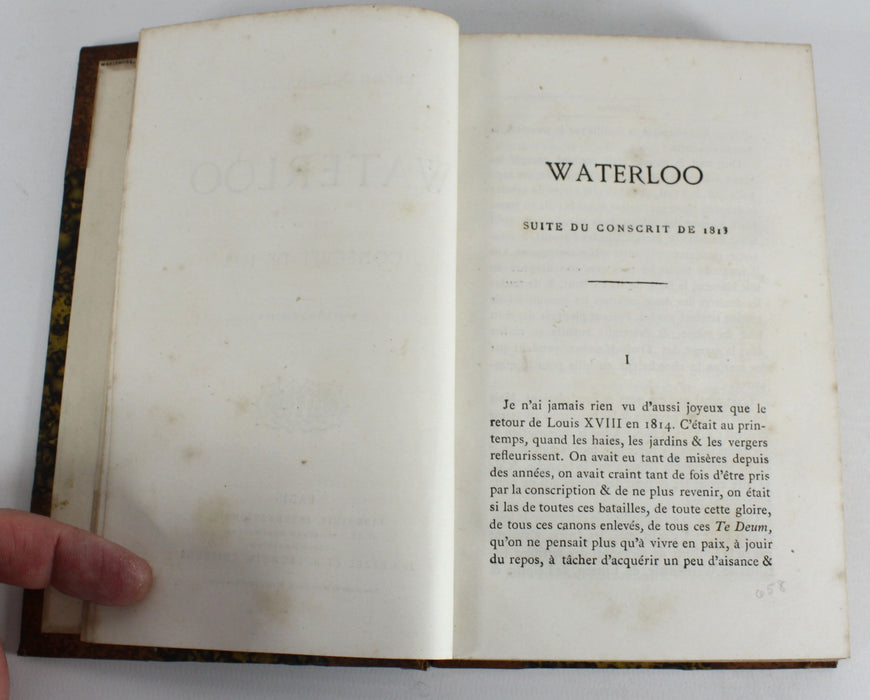 WATERLOO
SUITE DU CONSCRIT DE 1813
I
Je n'ai jamais rien vu d'aussi joyeux que le
retour de Louis XVIII en 1814. C'était au prin-
temps, quand les haies, les jardins & les vergers
refleurissent. On avait eu tant de misères depuis
des années, on avait craint tant de fois d'être pris
par la conscription & de ne plus revenir, on était
si las de toutes ces batailles, de toute cette gloire,
de tous ces canons enlevés, de tous ces Te Deum,
qu'on ne pensait plus qu'à vivre en paix, à jouir
du repos, à tâcher d'acquérir un peu d'aisance &